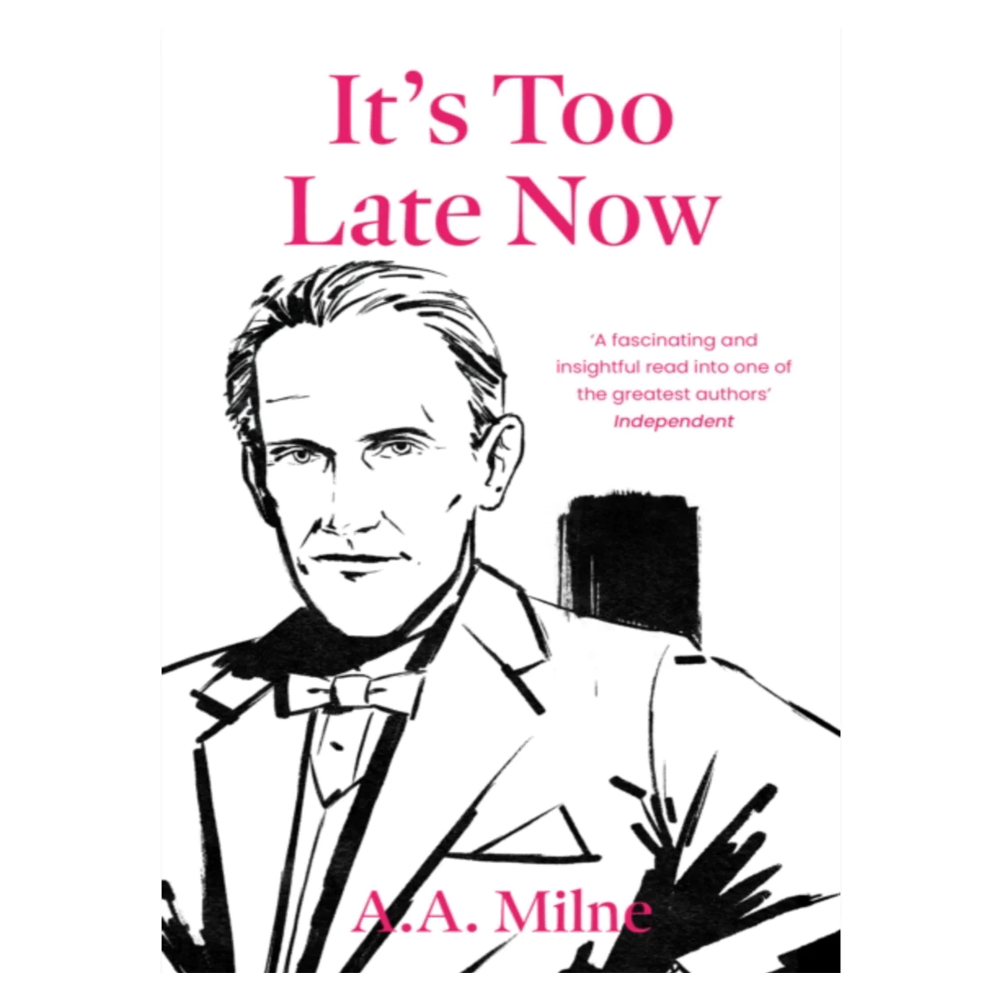 It’s Too
Late Now
‘A fascinating and
insightful read into one of
the greatest authors’
Independent
A.A. Milne